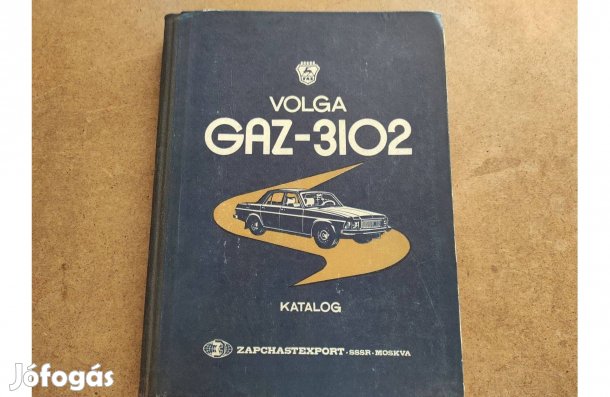 VOLGA
GAZ-3102
KATALOG
ZAPCHASTEXPORT · SSSR · MOSKVA
Jófogás